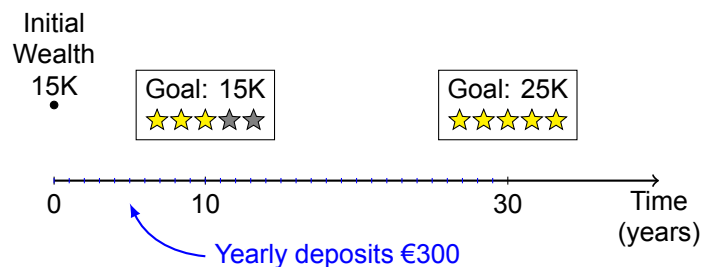 Initial
Wealth
15K
Goal: 15K
Goal: 25K
0
10
30
Time
(years)
Yearly deposits €300